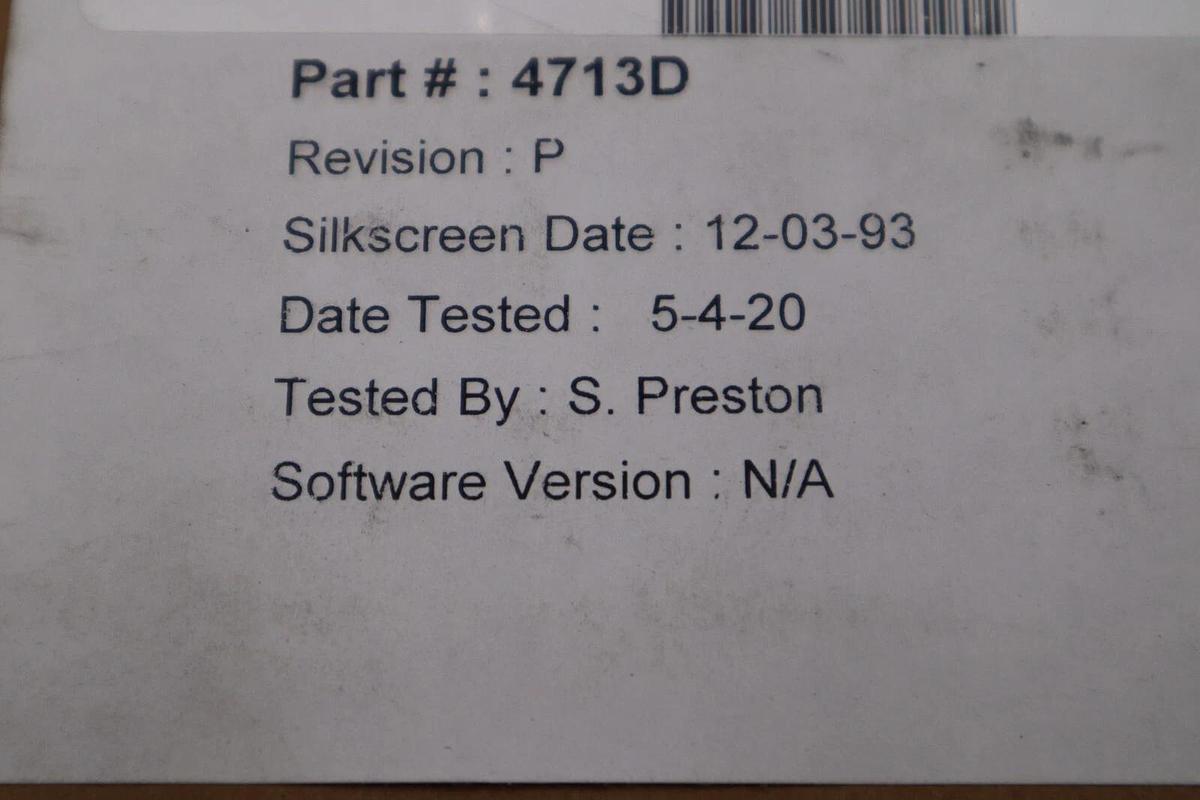 Part # : 4713D
Revision : P
Silkscreen Date : 12-03-93
Date Tested : 5-4-20
Tested By : S. Preston
Software Version : N/A